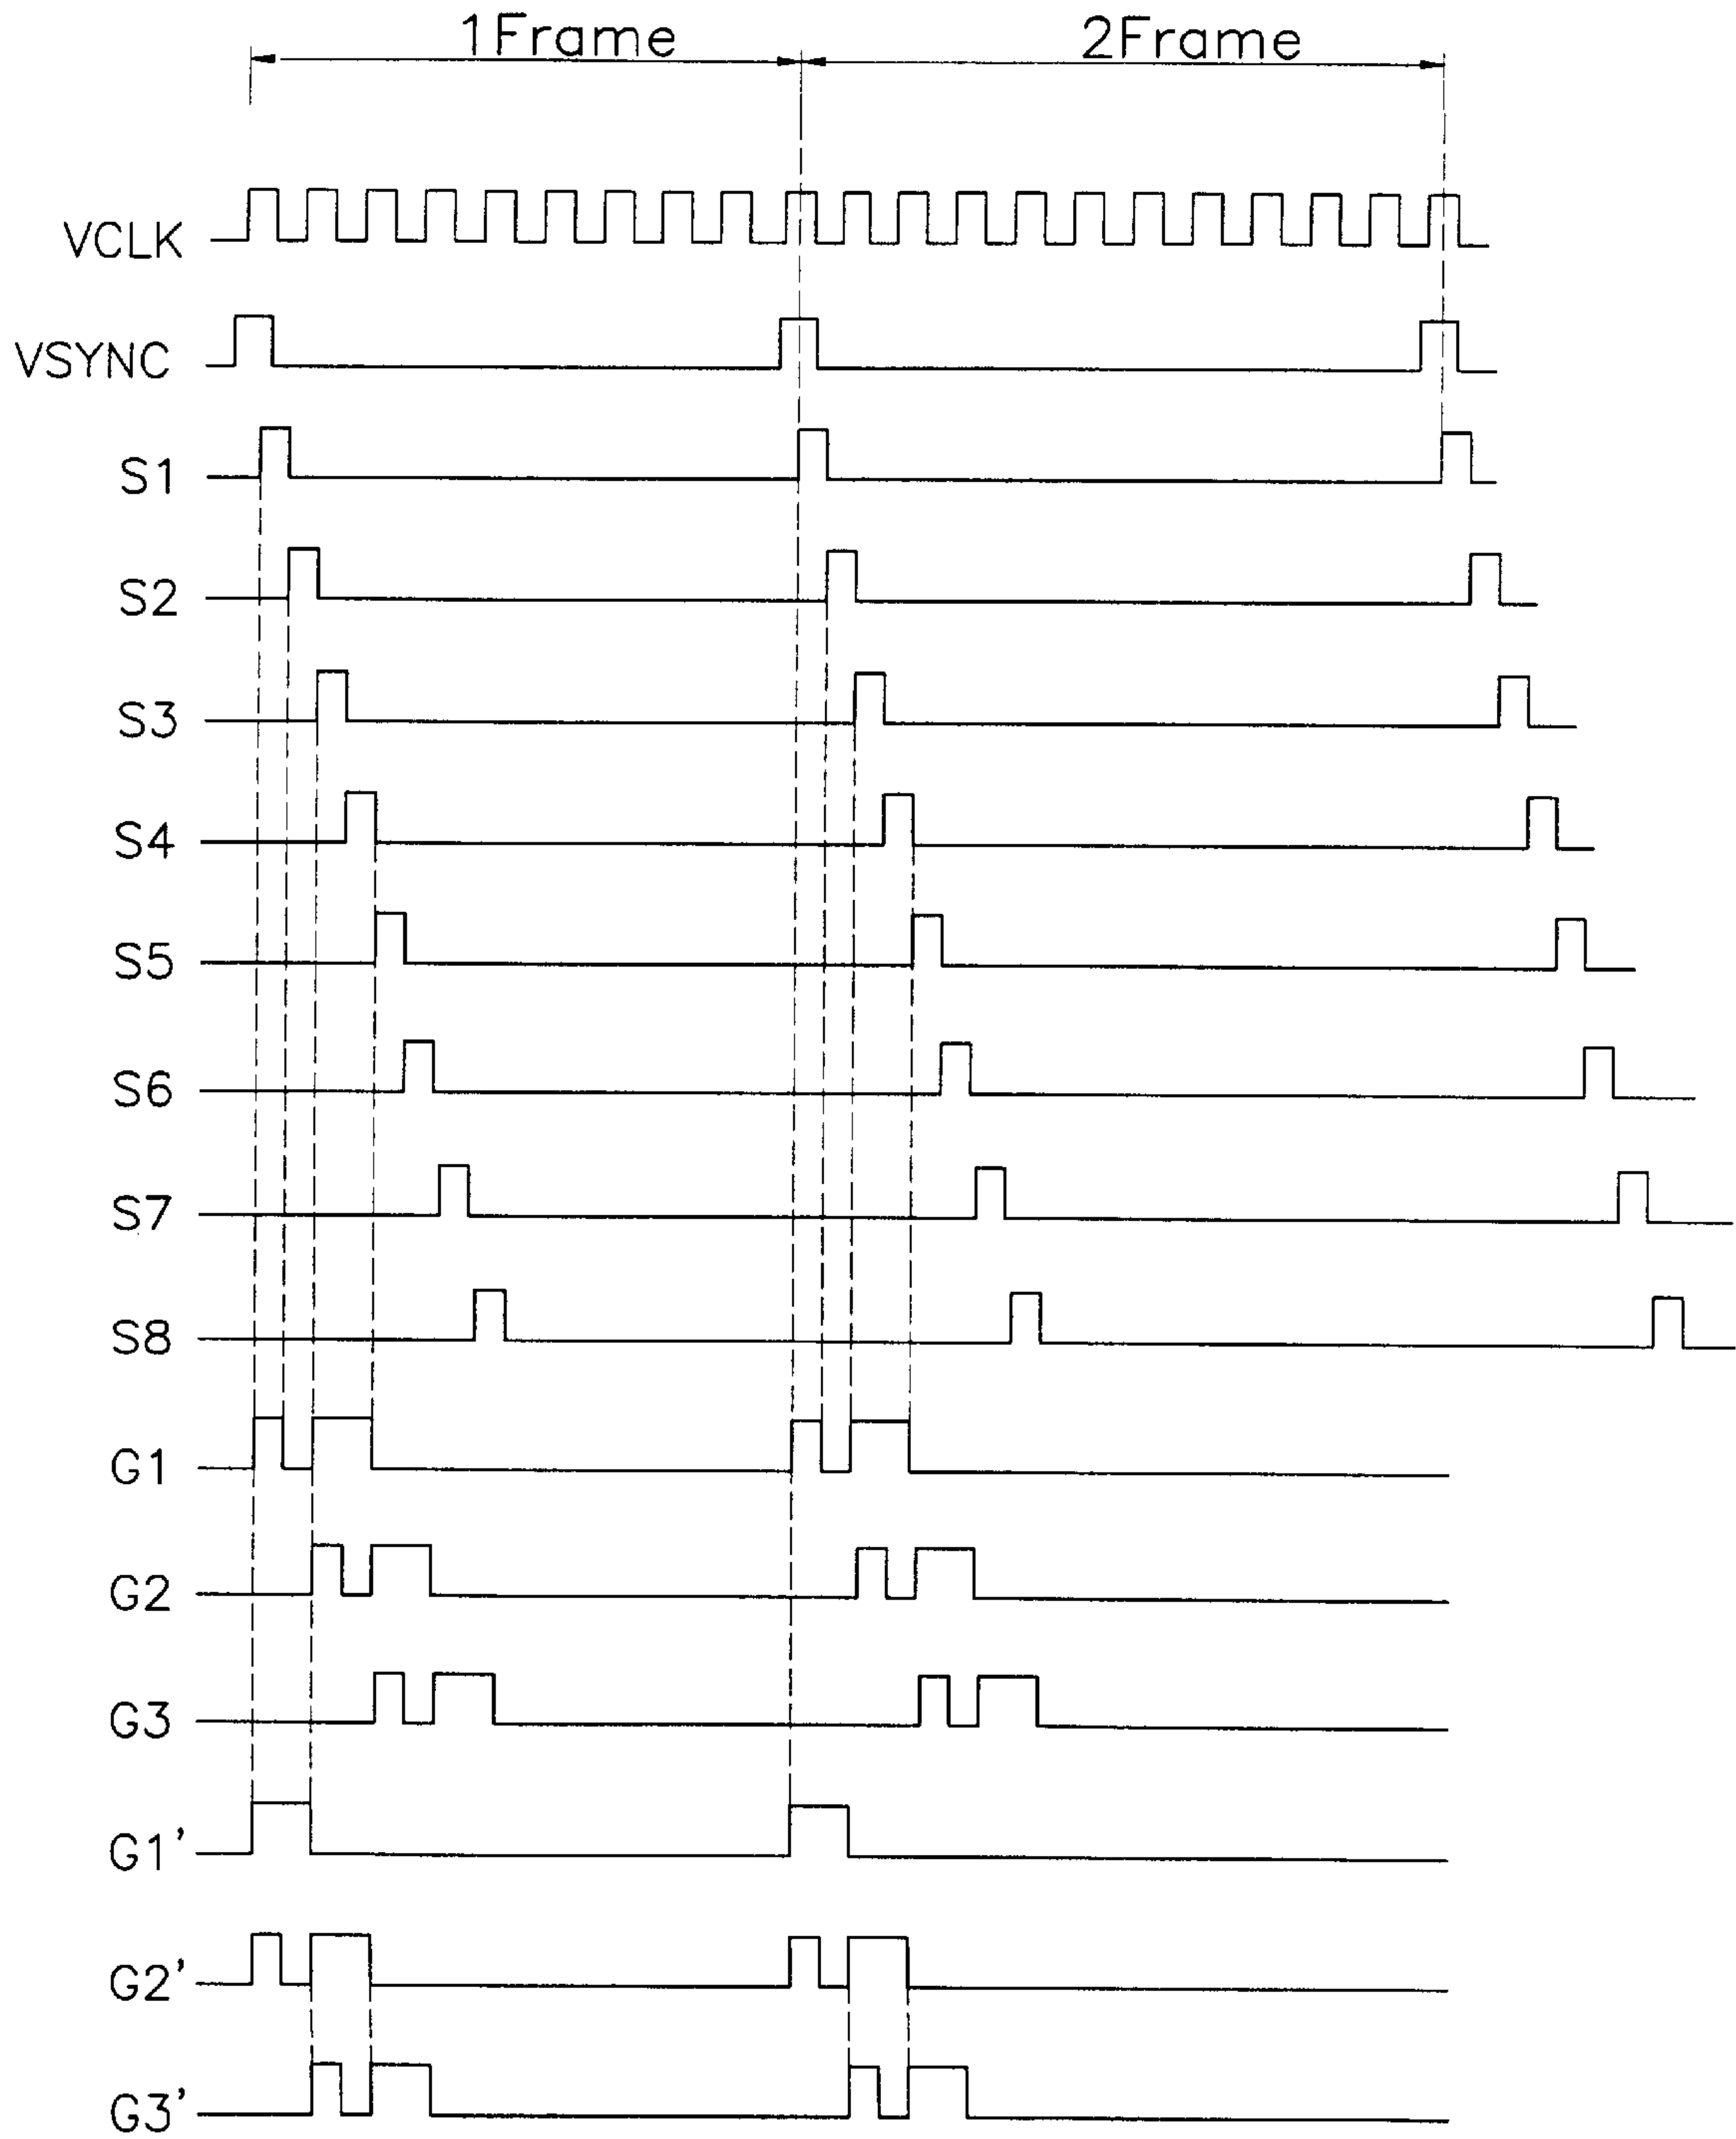 1Frame 2Frame
VCLK
VSYNC
S1
S2
S3
S4
S5
S6
S7
S8
G1
G2
G3
G1'
G2'
G3'